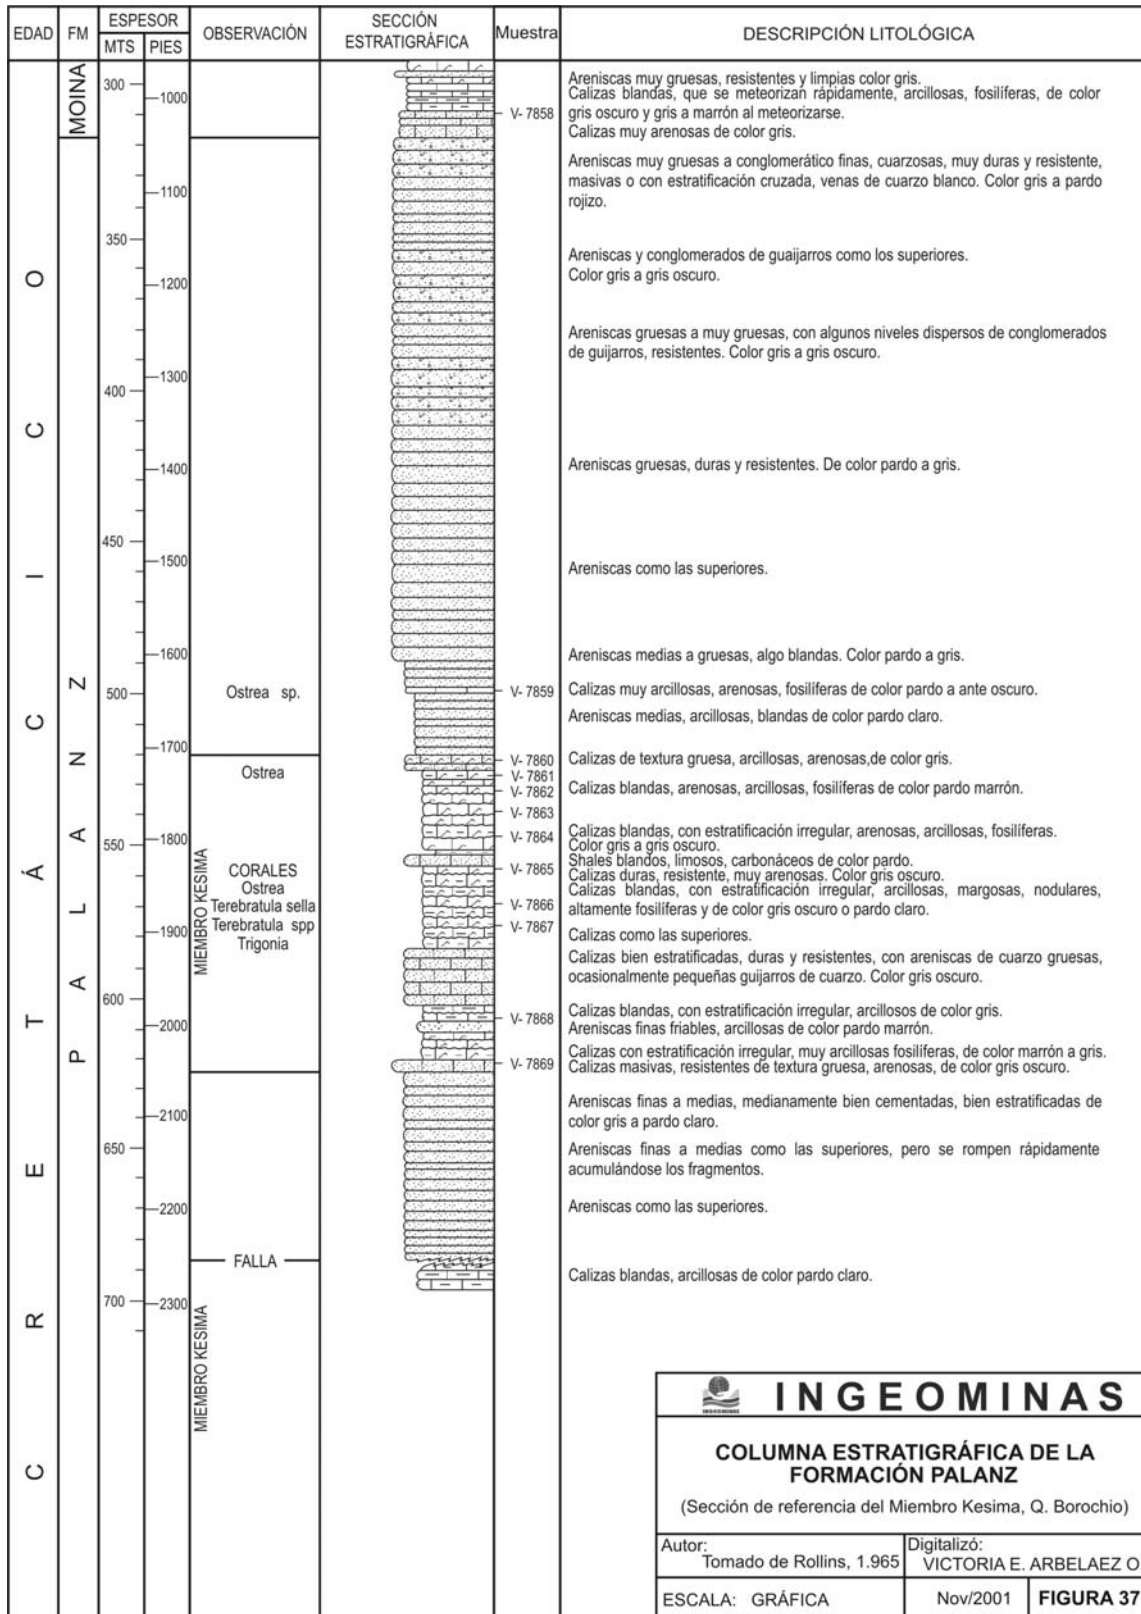 EDAD
FM
ESPESOR
MTS
PIES
OBSERVACIÓN
SECCIÓN
ESTRATIGRÁFICA
Muestra
DESCRIPCIÓN LITOLÓGICA
CRETÁCICO
MOINA
PALANZ
300
350
400
450
500
550
600
650
700
1000
1100
1200
1300
1400
1500
1600
1700
1800
1900
2000
2100
2200
2300
Ostrea sp.
Ostrea
MIEMBRO KESIMA
CORALES
Ostrea
Terebratula sella
Terebratula spp
Trigonia
FALLA
MIEMBRO KESIMA
V- 7858
V- 7859
V- 7860
V- 7861
V- 7862
V- 7863
V- 7864
V- 7865
V- 7866
V- 7867
V- 7868
V- 7869
Areniscas muy gruesas, resistentes y limpias color gris.
Calizas blandas, que se meteorizan rápidamente, arcillosas, fosilíferas, de color
gris oscuro y gris a marrón al meteorizarse.
Calizas muy arenosas de color gris.
Areniscas muy gruesas a conglomerático finas, cuarzosas, muy duras y resistente,
masivas o con estratificación cruzada, venas de cuarzo blanco. Color gris a pardo
rojizo.
Areniscas y conglomerados de guaijarros como los superiores.
Color gris a gris oscuro.
Areniscas gruesas a muy gruesas, con algunos niveles dispersos de conglomerados
de guijarros, resistentes. Color gris a gris oscuro.
Areniscas gruesas, duras y resistentes. De color pardo a gris.
Areniscas como las superiores.
Areniscas medias a gruesas, algo blandas. Color pardo a gris.
Calizas muy arcillosas, arenosas, fosilíferas de color pardo a ante oscuro.
Areniscas medias, arcillosas, blandas de color pardo claro.
Calizas de textura gruesa, arcillosas, arenosas,de color gris.
Calizas blandas, arenosas, arcillosas, fosilíferas de color pardo marrón.
Calizas blandas, con estratificación irregular, arenosas, arcillosas, fosilíferas.
Color gris a gris oscuro.
Shales blandos, limosos, carbonáceos de color pardo.
Calizas duras, resistente, muy arenosas. Color gris oscuro.
Calizas blandas, con estratificación irregular, arcillosas, margosas, nodulares,
altamente fosilíferas y de color gris oscuro o pardo claro.
Calizas como las superiores.
Calizas bien estratificadas, duras y resistentes, con areniscas de cuarzo gruesas,
ocasionalmente pequeñas guijarros de cuarzo. Color gris oscuro.
Calizas blandas, con estratificación irregular, arcillosos de color gris.
Areniscas finas friables, arcillosas de color pardo marrón.
Calizas con estratificación irregular, muy arcillosas fosilíferas, de color marrón a gris.
Calizas masivas, resistentes de textura gruesa, arenosas, de color gris oscuro.
Areniscas finas a medias, medianamente bien cementadas, bien estratificadas de
color gris a pardo claro.
Areniscas finas a medias como las superiores, pero se rompen rápidamente
acumulándose los fragmentos.
Areniscas como las superiores.
Calizas blandas, arcillosas de color pardo claro.
INGEOMINAS
INGEOMINAS
COLUMNA ESTRATIGRÁFICA DE LA
FORMACIÓN PALANZ
(Sección de referencia del Miembro Kesima, Q. Borochio)
Autor:
Tomado de Rollins, 1.965
Digitalizó:
VICTORIA E. ARBELAEZ O.
ESCALA: GRÁFICA
Nov/2001
FIGURA 37